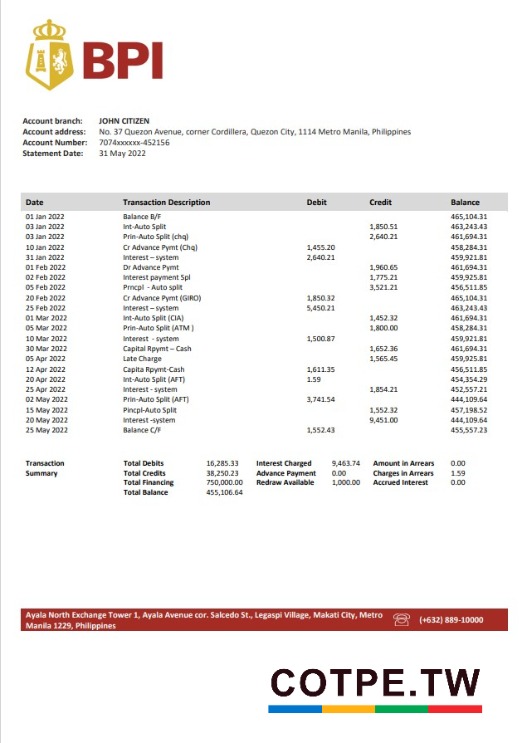 BPI
Account branch: JOHN CITIZEN
Account address: No. 37 Quezon Avenue, corner Cordillera, Quezon City, 1114 Metro Manila, Philippines
Account Number: 7074xxxxxx-452156
Statement Date: 31 May 2022
Date Transaction Description Debit Credit Balance
01 Jan 2022 Balance B/F 465,104.31
03 Jan 2022 Int-Auto Split 1,850.51 463,243.43
03 Jan 2022 Prin-Auto Split (chq) 2,640.21 461,694.31
10 Jan 2022 Cr Advance Pymt (Chq) 1,455.20 458,284.31
31 Jan 2022 Interest – system 2,640.21 459,921.81
01 Feb 2022 Dr Advance Pymt 1,960.65 461,694.31
02 Feb 2022 Interest payment Spl 1,775.21 459,925.81
05 Feb 2022 Prncpl - Auto split 3,521.21 456,511.85
20 Feb 2022 Cr Advance Pymt (GIRO) 1,850.32 465,104.31
25 Feb 2022 Interest – system 5,450.21 463,243.43
01 Mar 2022 Int-Auto Split (CIA) 1,452.32 461,694.31
05 Mar 2022 Prin-Auto Split (ATM ) 1,800.00 458,284.31
10 Mar 2022 Interest - system 1,500.87 459,921.81
30 Mar 2022 Capital Rpymt – Cash 1,652.36 461,694.31
05 Apr 2022 Late Charge 1,565.45 459,925.81
12 Apr 2022 Capita Rpymt-Cash 1,611.35 456,511.85
20 Apr 2022 Int-Auto Split (AFT) 1.59 454,354.29
25 Apr 2022 Interest - system 1,854.21 452,557.21
02 May 2022 Prin-Auto Split (AFT) 3,741.54 444,109.64
15 May 2022 Pincpl-Auto Split 1,552.32 457,198.52
20 May 2022 Interest -system 9,451.00 444,109.64
25 May 2022 Balance C/F 1,552.43 455,557.23
Transaction Total Debits 16,285.33 Interest Charged 9,463.74 Amount in Arrears 0.00
Summary Total Credits 38,250.23 Advance Payment 0.00 Charges in Arrears 1.59
Total Financing 750,000.00 Redraw Available 1,000.00 Accrued Interest 0.00
Total Balance 455,106.64
Ayala North Exchange Tower 1, Ayala Avenue cor. Salcedo St., Legaspi Village, Makati City, Metro
Manila 1229, Philippines
(+632) 889-10000
COTPE.TW